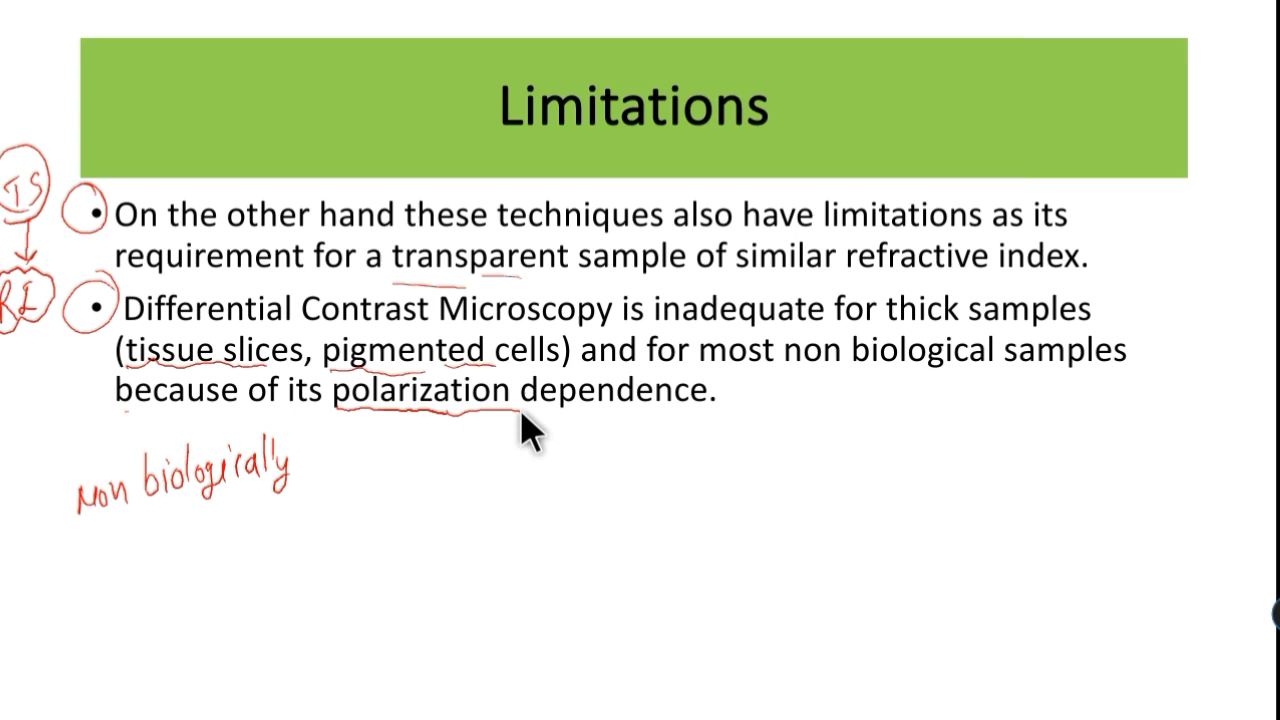 Limitations
TS
• On the other hand these techniques also have limitations as its
requirement for a transparent sample of similar refractive index.
RI
• Differential Contrast Microscopy is inadequate for thick samples
(tissue slices, pigmented cells) and for most non biological samples
because of its polarization dependence.
Non biologically